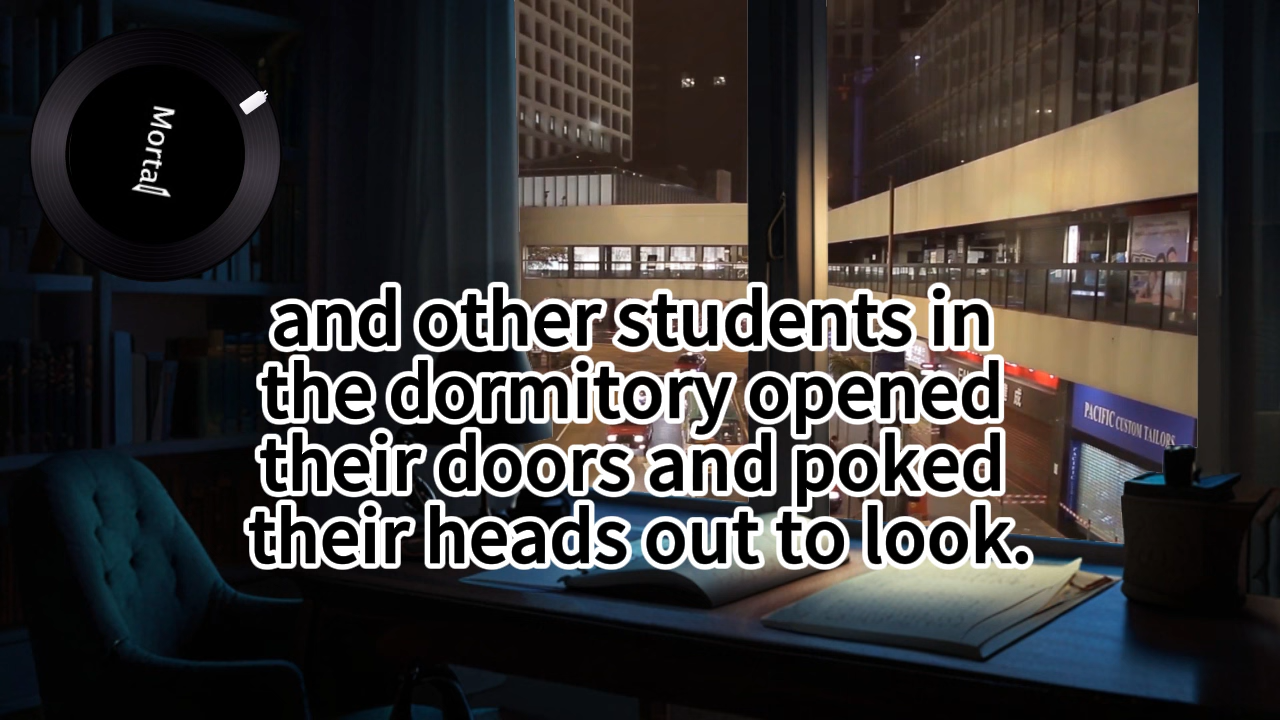 Mortal
and other students in
the dormitory opened
their doors and poked
their heads out to look.
PACIFIC CUSTOM TAILORS